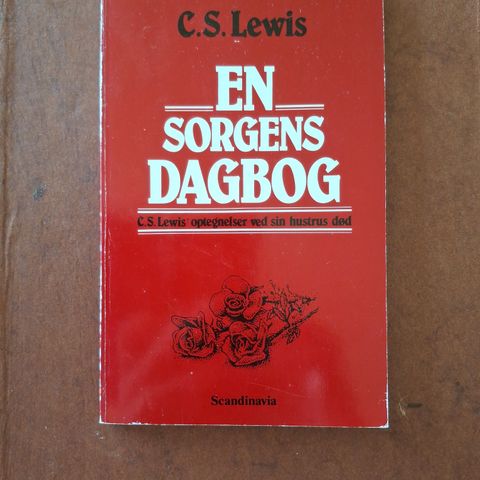 C.S. Lewis
EN
SORGENS
DAGBOG
C.S. Lewis' optegnelser ved sin hustrus død
Scandinavia